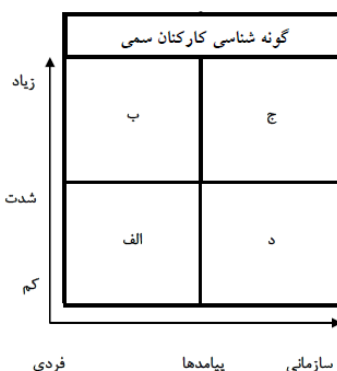 گونه شناسی کارکنان سمی
زیاد
ج
ب
شدت
د
الف
کم
سازمانی
پیامدها
فردی